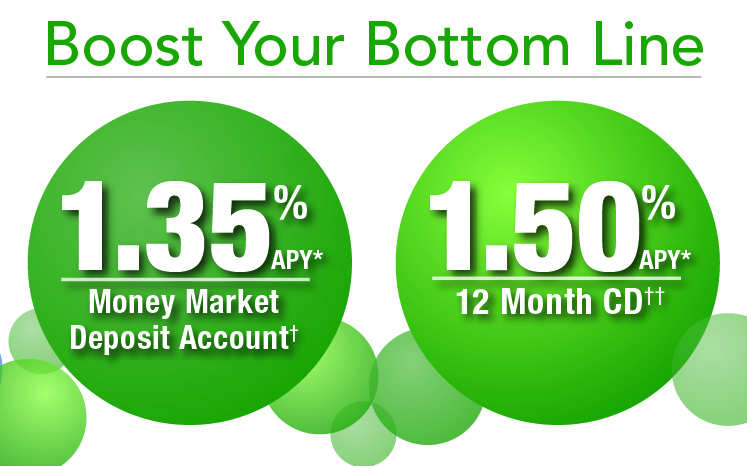 Boost Your Bottom Line
1.35% APY*
Money Market
Deposit Account†
1.50% APY*
12 Month CD††